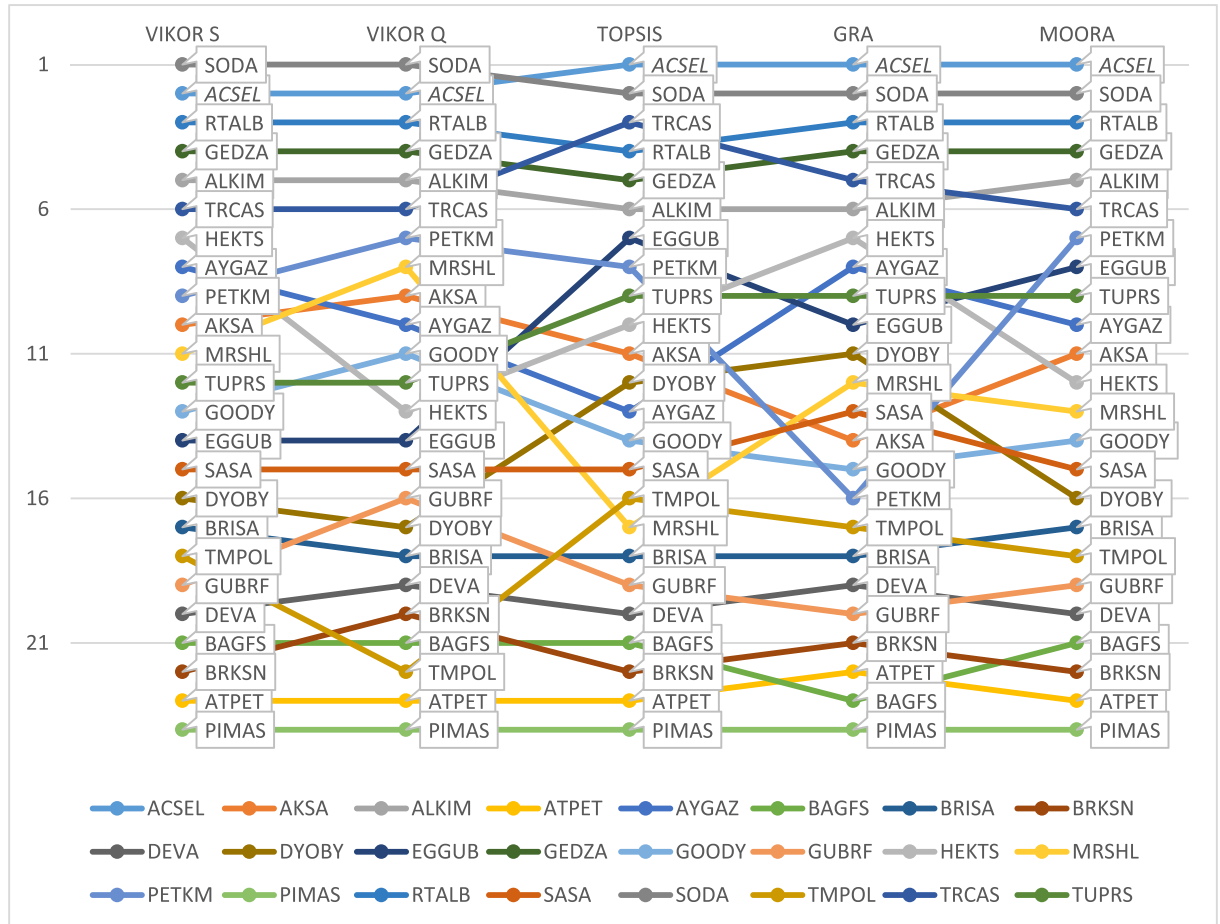 VIKOR S VIKOR Q TOPSIS GRA MOORA
1 SODA SODA ACSEL ACSEL ACSEL
ACSEL ACSEL SODA SODA SODA
RTALB RTALB TRCAS RTALB RTALB
GEDZA GEDZA RTALB GEDZA GEDZA
ALKIM ALKIM GEDZA TRCAS ALKIM
6 TRCAS TRCAS ALKIM ALKIM TRCAS
HEKTS PETKM EGGUB HEKTS PETKM
AYGAZ MRSHL PETKM AYGAZ EGGUB
PETKM AKSA TUPRS TUPRS TUPRS
AKSA AYGAZ HEKTS EGGUB AYGAZ
11 MRSHL GOODY AKSA DYOBY AKSA
TUPRS TUPRS DYOBY MRSHL HEKTS
GOODY HEKTS AYGAZ SASA MRSHL
EGGUB EGGUB GOODY AKSA GOODY
SASA SASA SASA GOODY SASA
16 DYOBY GUBRF TMPOL PETKM DYOBY
BRISA DYOBY MRSHL TMPOL BRISA
TMPOL BRISA BRISA BRISA TMPOL
GUBRF DEVA GUBRF DEVA GUBRF
DEVA BRKSN DEVA GUBRF DEVA
21 BAGFS BAGFS BAGFS BRKSN BAGFS
BRKSN TMPOL BRKSN ATPET BRKSN
ATPET ATPET ATPET BAGFS ATPET
PIMAS PIMAS PIMAS PIMAS PIMAS
ACSEL AKSA ALKIM ATPET AYGAZ BAGFS BRISA BRKSN
DEVA DYOBY EGGUB GEDZA GOODY GUBRF HEKTS MRSHL
PETKM PIMAS RTALB SASA SODA TMPOL TRCAS TUPRS